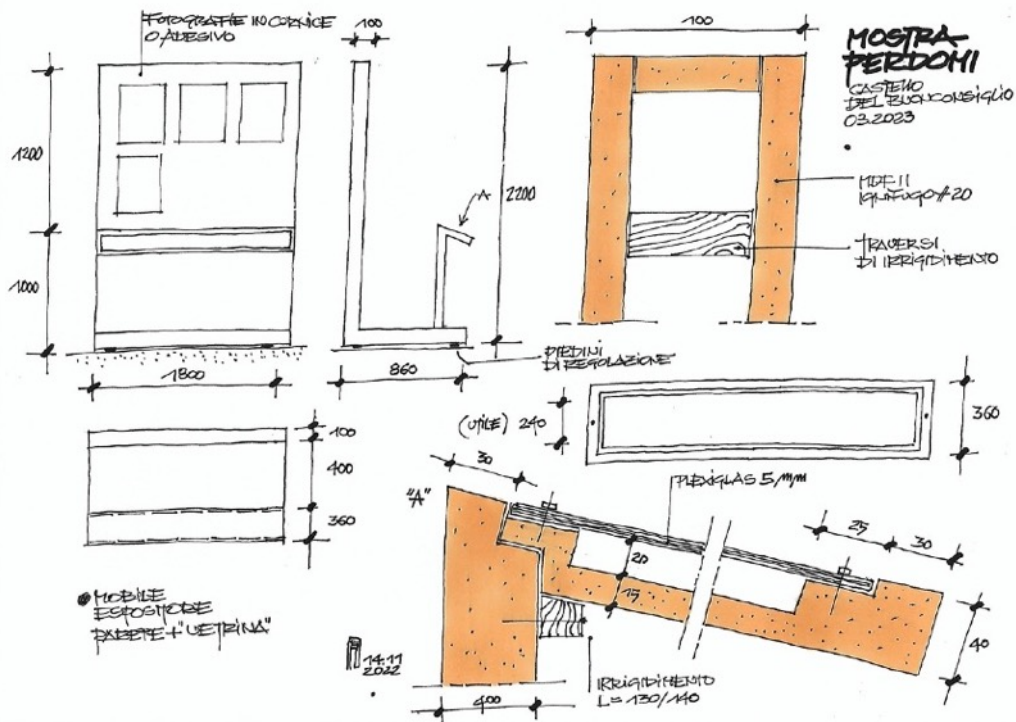 FOTOGRAFIE IN CORNICE
O ADESIVO
100
100
MOSTRA
PERDOMI
CASTELLO
DEL BUONCONSIGLIO
03.2023
1200
1000
A
2200
MDF
IGNIFUGO # 20
TRAVERSI
DI IRRIGIDIMENTO
PIEDINI
DI REGOLAZIONE
1800
860
100
400
360
(UTILE) 240
360
"A"
30
PLEXIGLAS 5 mm
25
30
20
15
40
MOBILE
ESPOSITORE
PARETE + "VETRINA"
14.11
2022
IRRIGIDIMENTO
L= 130/140
400